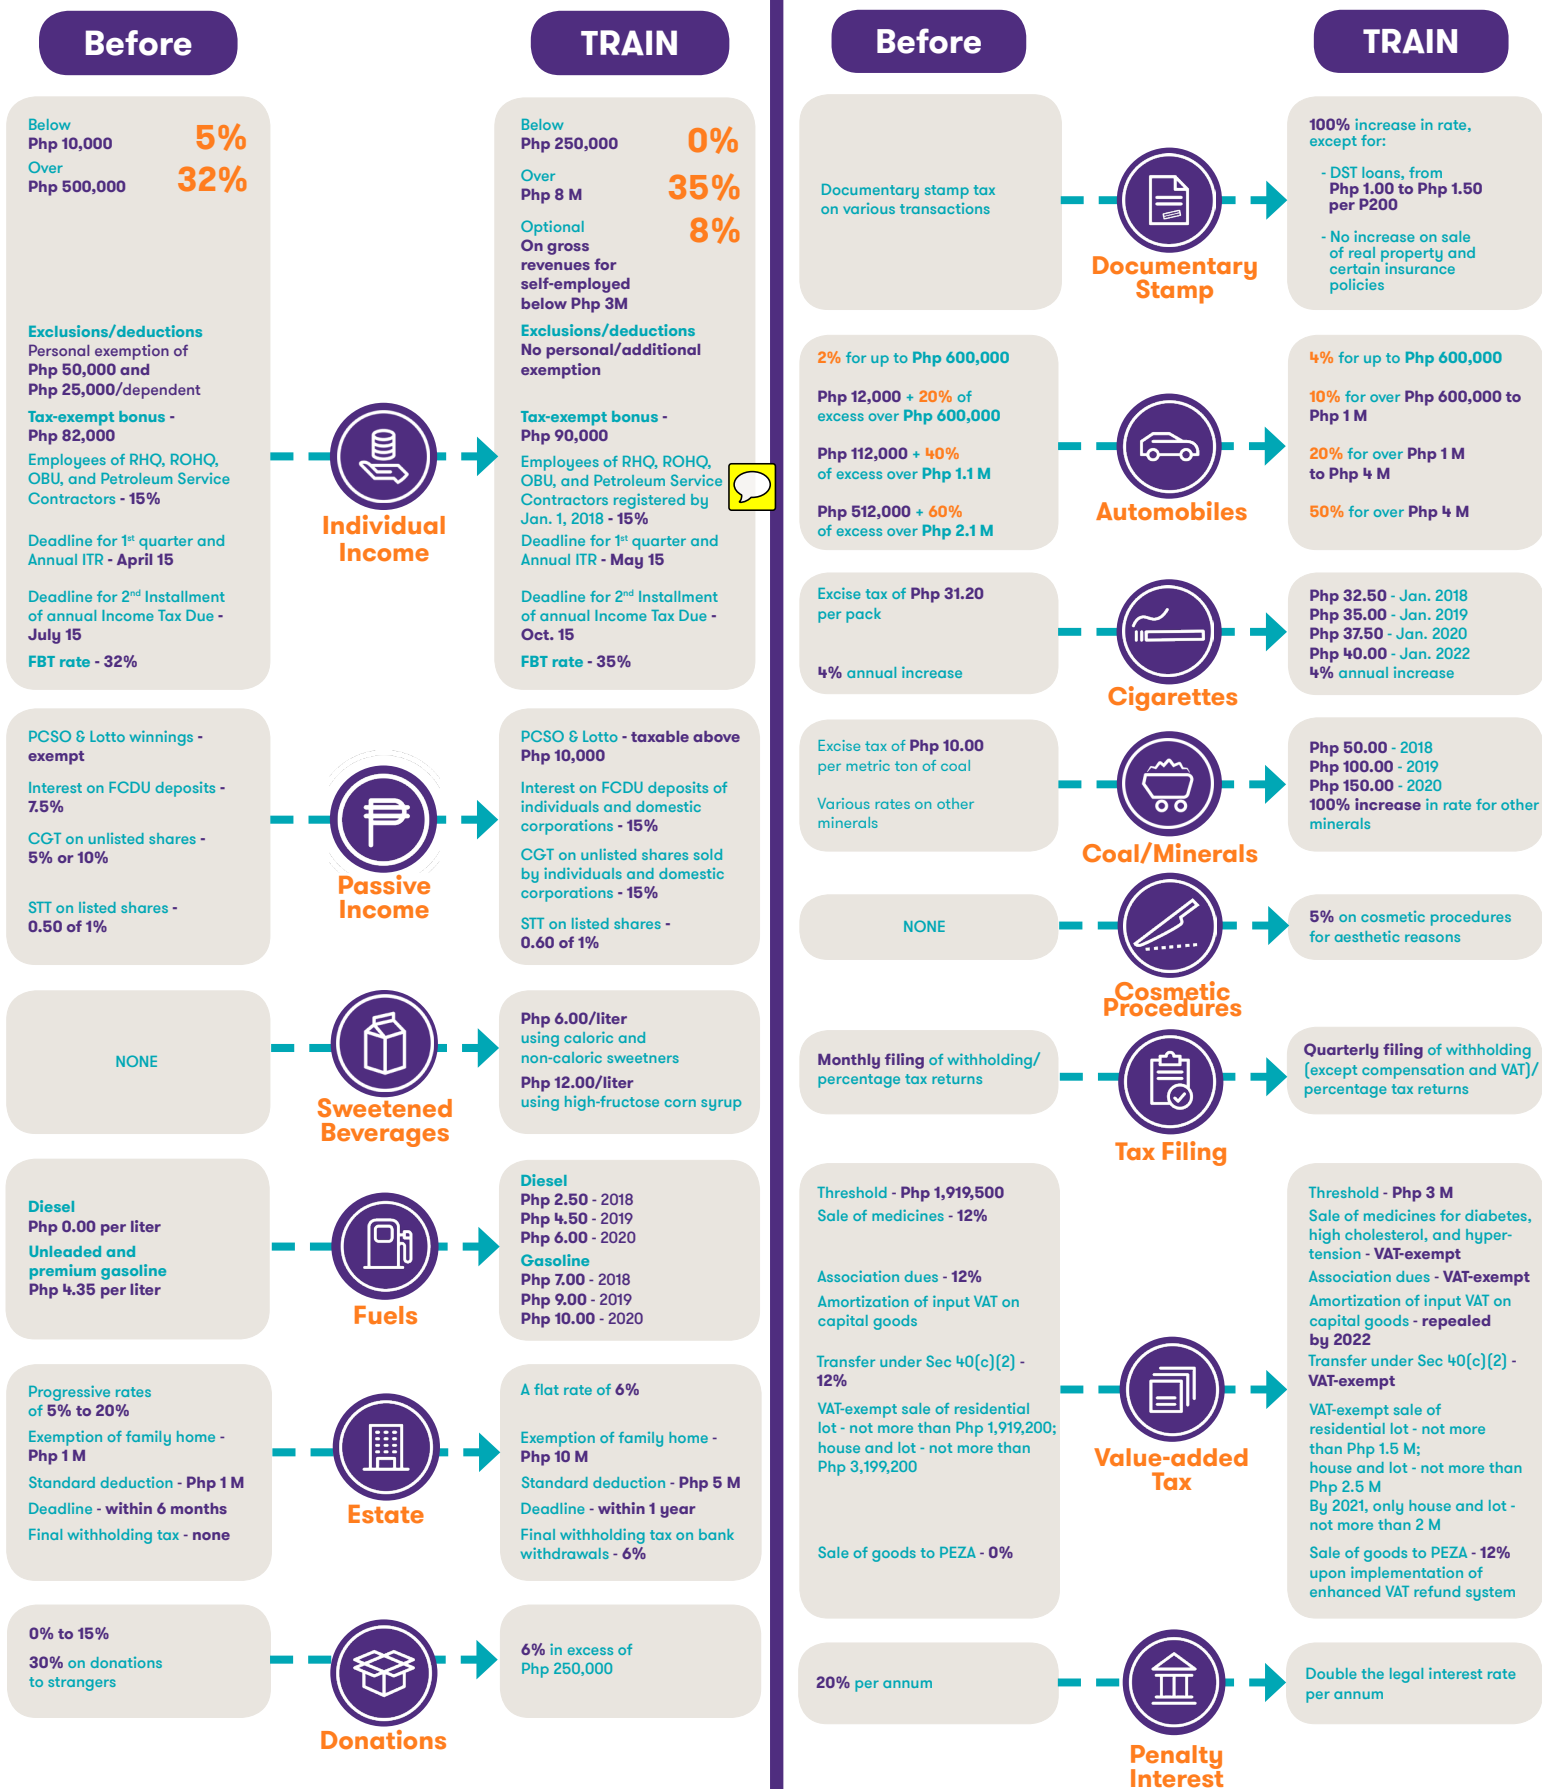 Before
TRAIN
Below
Php 10,000
5%
Over
Php 500,000
32%
Exclusions/deductions
Personal exemption of
Php 50,000 and
Php 25,000/dependent
Tax-exempt bonus -
Php 82,000
Employees of RHQ, ROHQ,
OBU, and Petroleum Service
Contractors - 15%
Deadline for 1st quarter and
Annual ITR - April 15
Deadline for 2nd Installment
of annual Income Tax Due -
July 15
FBT rate - 32%
Individual
Income
Below
Php 250,000
0%
Over
Php 8 M
35%
Optional
8%
On gross
revenues for
self-employed
below Php 3M
Exclusions/deductions
No personal/additional
exemption
Tax-exempt bonus -
Php 90,000
Employees of RHQ, ROHQ,
OBU, and Petroleum Service
Contractors registered by
Jan. 1, 2018 - 15%
Deadline for 1st quarter and
Annual ITR - May 15
Deadline for 2nd Installment
of annual Income Tax Due -
Oct. 15
FBT rate - 35%
PCSO & Lotto winnings -
exempt
Interest on FCDU deposits -
7.5%
CGT on unlisted shares -
5% or 10%
STT on listed shares -
0.50 of 1%
Passive
Income
PCSO & Lotto - taxable above
Php 10,000
Interest on FCDU deposits of
individuals and domestic
corporations - 15%
CGT on unlisted shares sold
by individuals and domestic
corporations - 15%
STT on listed shares -
0.60 of 1%
NONE
Sweetened
Beverages
Php 6.00/liter
using caloric and
non-caloric sweetners
Php 12.00/liter
using high-fructose corn syrup
Diesel
Php 0.00 per liter
Unleaded and
premium gasoline
Php 4.35 per liter
Fuels
Diesel
Php 2.50 - 2018
Php 4.50 - 2019
Php 6.00 - 2020
Gasoline
Php 7.00 - 2018
Php 9.00 - 2019
Php 10.00 - 2020
Progressive rates
of 5% to 20%
Exemption of family home -
Php 1 M
Standard deduction - Php 1 M
Deadline - within 6 months
Final withholding tax - none
Estate
A flat rate of 6%
Exemption of family home -
Php 10 M
Standard deduction - Php 5 M
Deadline - within 1 year
Final withholding tax on bank
withdrawals - 6%
0% to 15%
30% on donations
to strangers
Donations
6% in excess of
Php 250,000
Before
TRAIN
Documentary stamp tax
on various transactions
Documentary
Stamp
100% increase in rate,
except for:
- DST loans, from
Php 1.00 to Php 1.50
per P200
- No increase on sale
of real property and
certain insurance
policies
2% for up to Php 600,000
Php 12,000 + 20% of
excess over Php 600,000
Php 112,000 + 40%
of excess over Php 1.1 M
Php 512,000 + 60%
of excess over Php 2.1 M
Automobiles
4% for up to Php 600,000
10% for over Php 600,000 to
Php 1 M
20% for over Php 1 M
to Php 4 M
50% for over Php 4 M
Excise tax of Php 31.20
per pack
4% annual increase
Cigarettes
Php 32.50 - Jan. 2018
Php 35.00 - Jan. 2019
Php 37.50 - Jan. 2020
Php 40.00 - Jan. 2022
4% annual increase
Excise tax of Php 10.00
per metric ton of coal
Various rates on other
minerals
Coal/Minerals
Php 50.00 - 2018
Php 100.00 - 2019
Php 150.00 - 2020
100% increase in rate for other
minerals
NONE
Cosmetic
Procedures
5% on cosmetic procedures
for aesthetic reasons
Monthly filing of withholding/
percentage tax returns
Tax Filing
Quarterly filing of withholding
(except compensation and VAT)/
percentage tax returns
Threshold - Php 1,919,500
Sale of medicines - 12%
Association dues - 12%
Amortization of input VAT on
capital goods
Transfer under Sec 40(c)(2) -
12%
VAT-exempt sale of residential
lot - not more than Php 1,919,200;
house and lot - not more than
Php 3,199,200
Sale of goods to PEZA - 0%
Value-added
Tax
Threshold - Php 3 M
Sale of medicines for diabetes,
high cholesterol, and hyper-
tension - VAT-exempt
Association dues - VAT-exempt
Amortization of input VAT on
capital goods - repealed
by 2022
Transfer under Sec 40(c)(2) -
VAT-exempt
VAT-exempt sale of
residential lot - not more
than Php 1.5 M;
house and lot - not more than
Php 2.5 M
By 2021, only house and lot -
not more than 2 M
Sale of goods to PEZA - 12%
upon implementation of
enhanced VAT refund system
20% per annum
Penalty
Interest
Double the legal interest rate
per annum